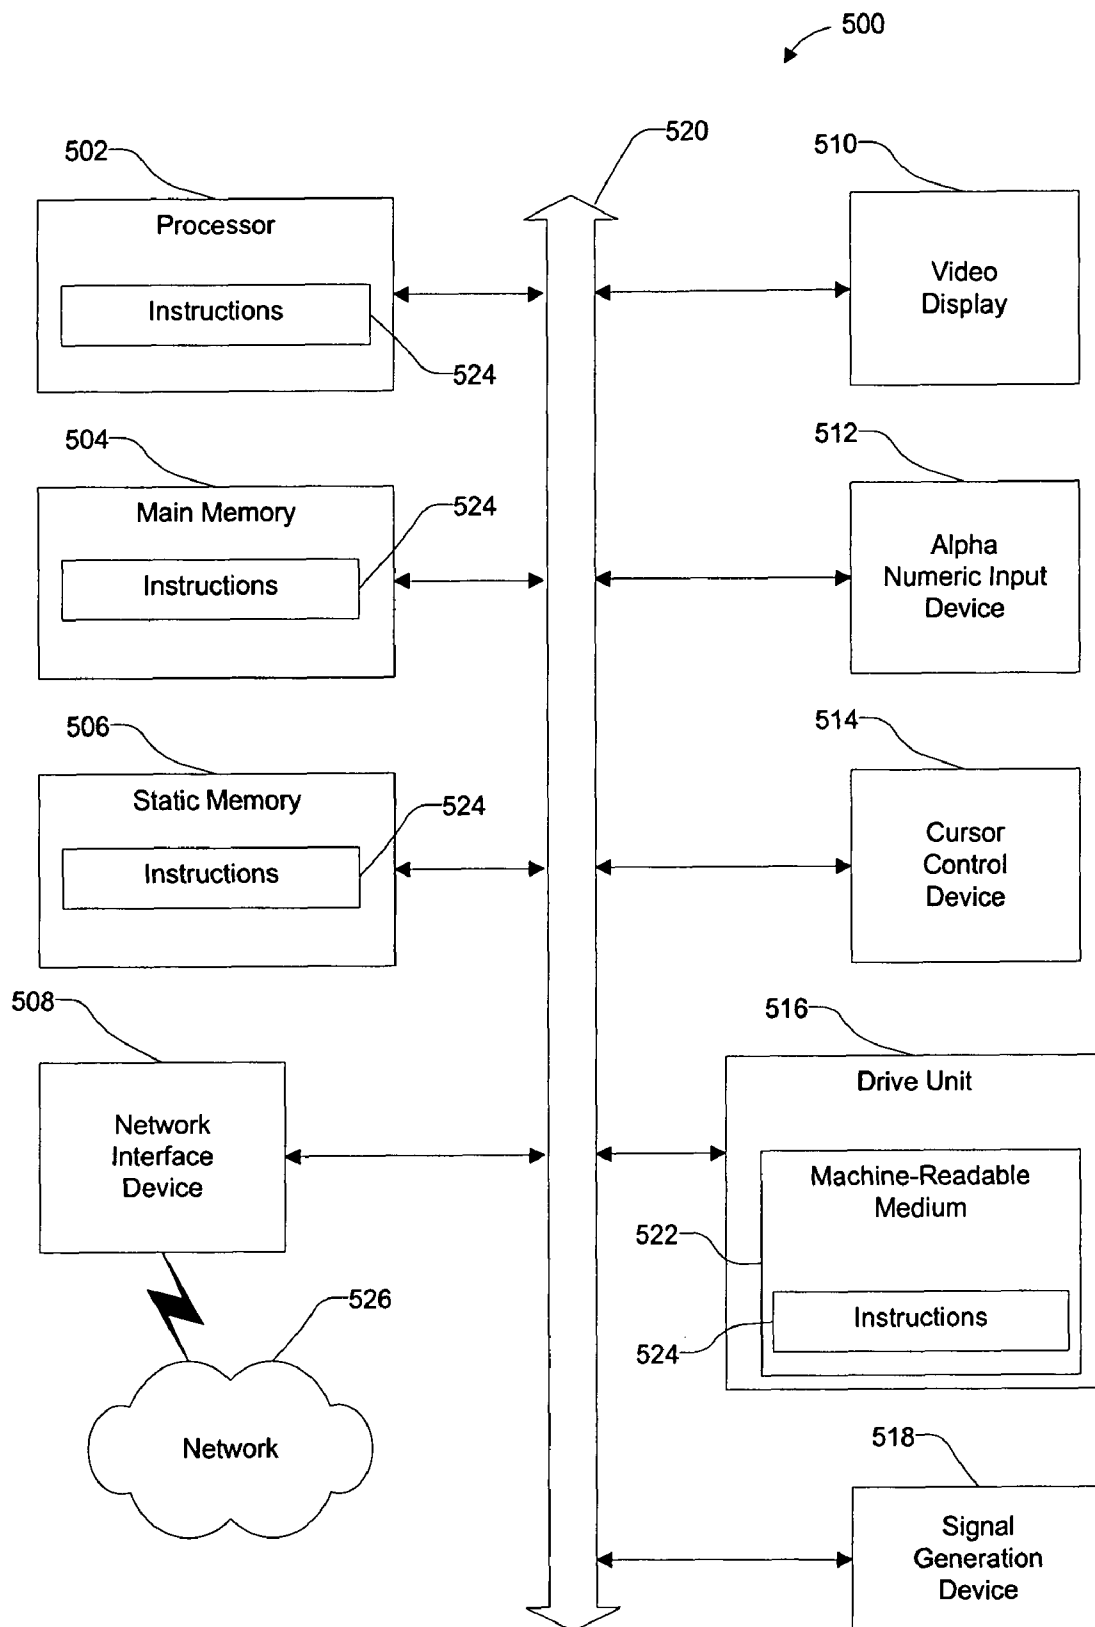 500
520
502
Processor
Instructions
524
510
Video
Display
504
Main Memory
524
Instructions
512
Alpha
Numeric Input
Device
506
Static Memory
524
Instructions
514
Cursor
Control
Device
508
Network
Interface
Device
516
Drive Unit
Machine-Readable
Medium
522
Instructions
524
526
Network
518
Signal
Generation
Device